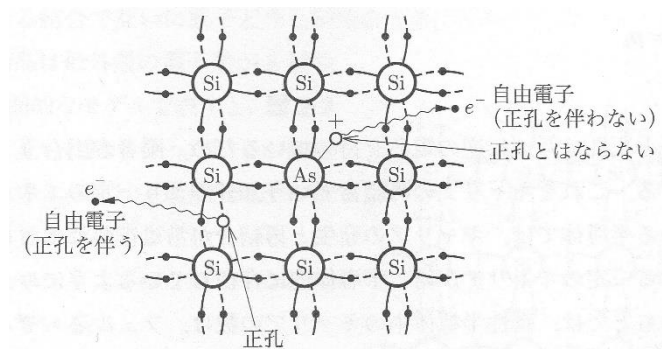 Si Si Si
e⁻ 自由電子
(正孔を伴わない)
正孔とはならない
+
Si As Si
e⁻
自由電子
(正孔を伴う)
Si Si Si
正孔